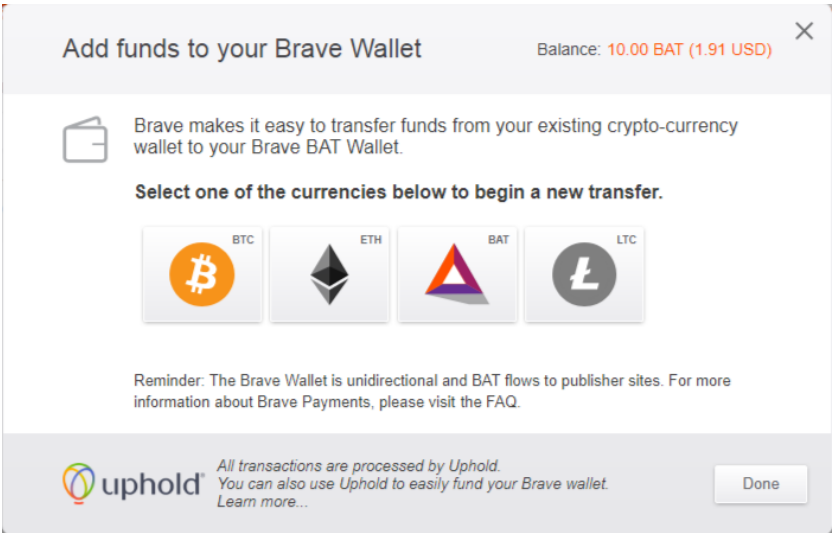 Add funds to your Brave Wallet
Balance: 10.00 BAT (1.91 USD)
Brave makes it easy to transfer funds from your existing crypto-currency
wallet to your Brave BAT Wallet.
Select one of the currencies below to begin a new transfer.
BTC
ETH
BAT
LTC
Reminder: The Brave Wallet is unidirectional and BAT flows to publisher sites. For more
information about Brave Payments, please visit the FAQ.
uphold
All transactions are processed by Uphold.
You can also use Uphold to easily fund your Brave wallet.
Learn more...
Done